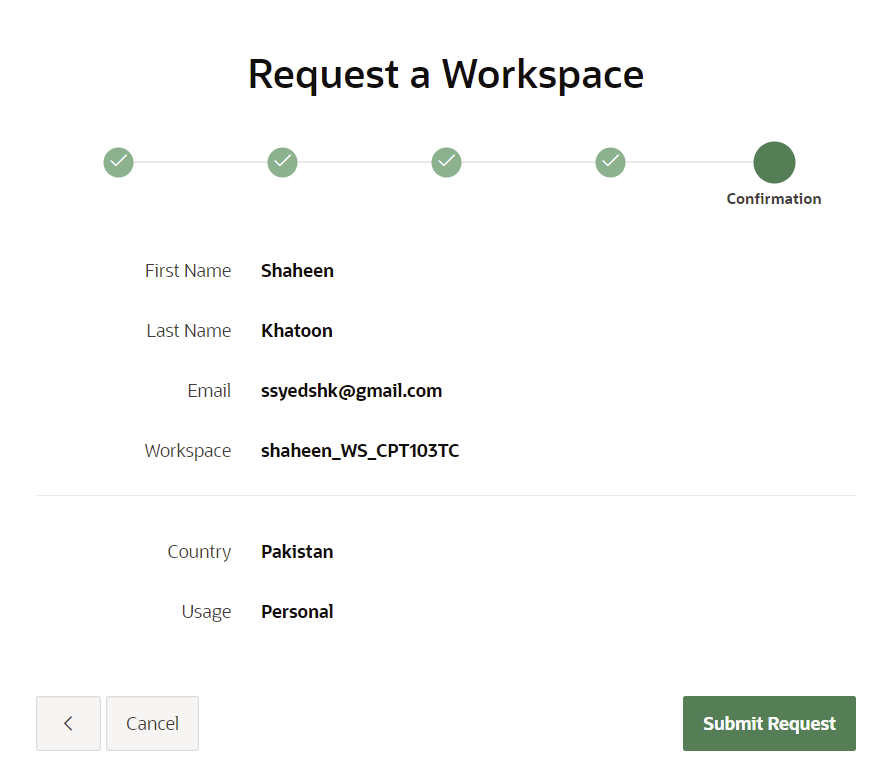 Request a Workspace
Confirmation
First Name Shaheen
Last Name Khatoon
Email ssyedshk@gmail.com
Workspace shaheen_WS_CPT103TC
Country Pakistan
Usage Personal
Cancel Submit Request